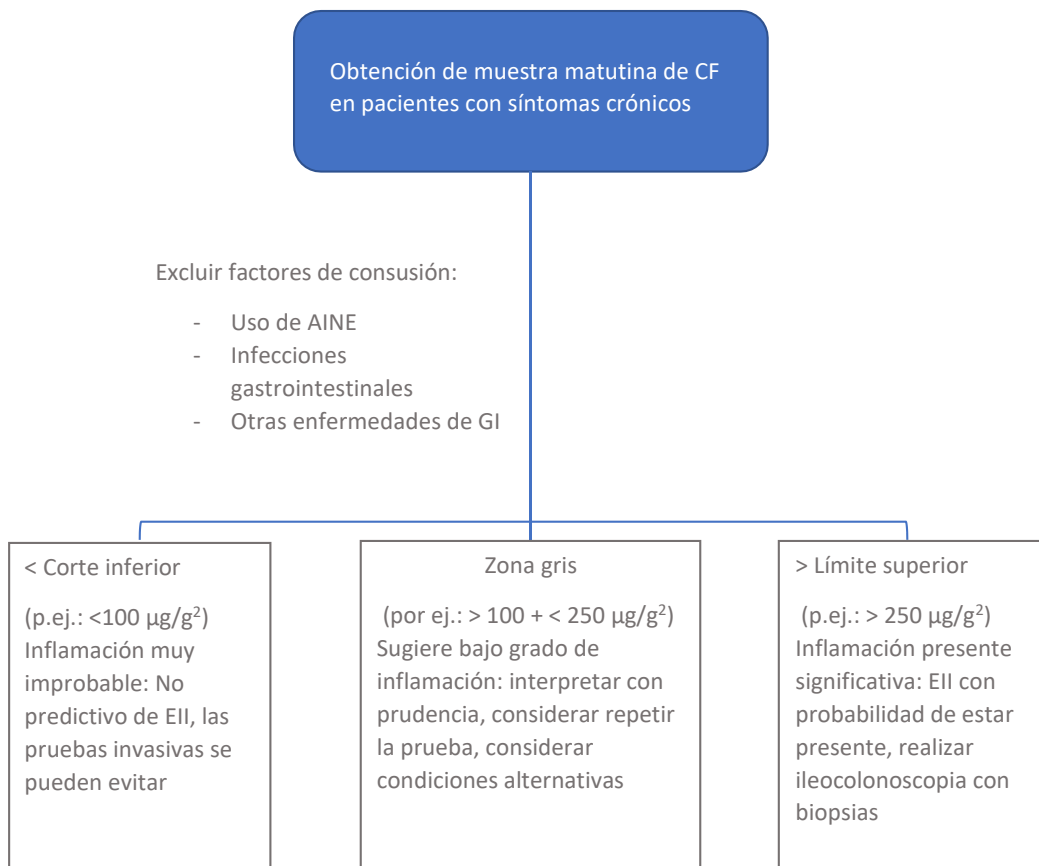 Obtención de muestra matutina de CF
en pacientes con síntomas crónicos
Excluir factores de consusión:
- Uso de AINE
- Infecciones
gastrointestinales
- Otras enfermedades de GI
< Corte inferior
(p.ej.: <100 µg/g²)
Inflamación muy
improbable: No
predictivo de EII, las
pruebas invasivas se
pueden evitar
Zona gris
(por ej.: > 100 + < 250 µg/g²)
Sugiere bajo grado de
inflamación: interpretar con
prudencia, considerar repetir
la prueba, considerar
condiciones alternativas
> Límite superior
(p.ej.: > 250 µg/g²)
Inflamación presente
significativa: EII con
probabilidad de estar
presente, realizar
ileocolonoscopia con
biopsias